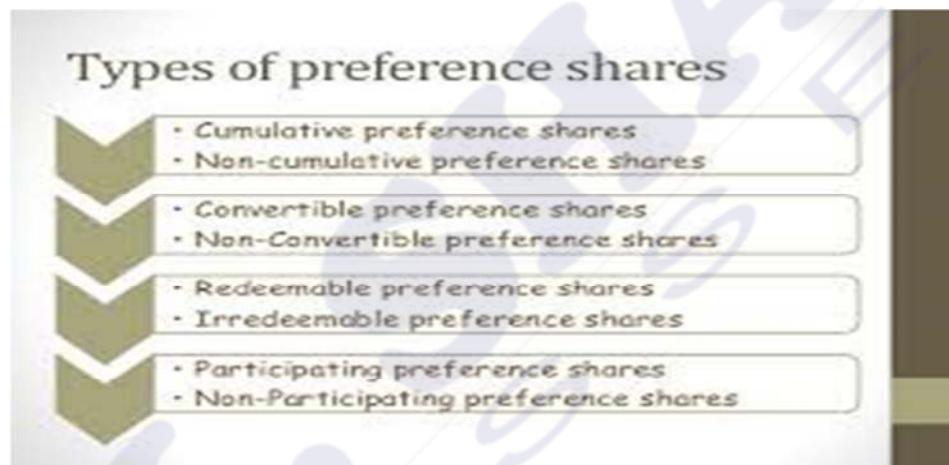 Types of preference shares
• Cumulative preference shares
• Non-cumulative preference shares
• Convertible preference shares
• Non-Convertible preference shares
• Redeemable preference shares
• Irredeemable preference shares
• Participating preference shares
• Non-Participating preference shares